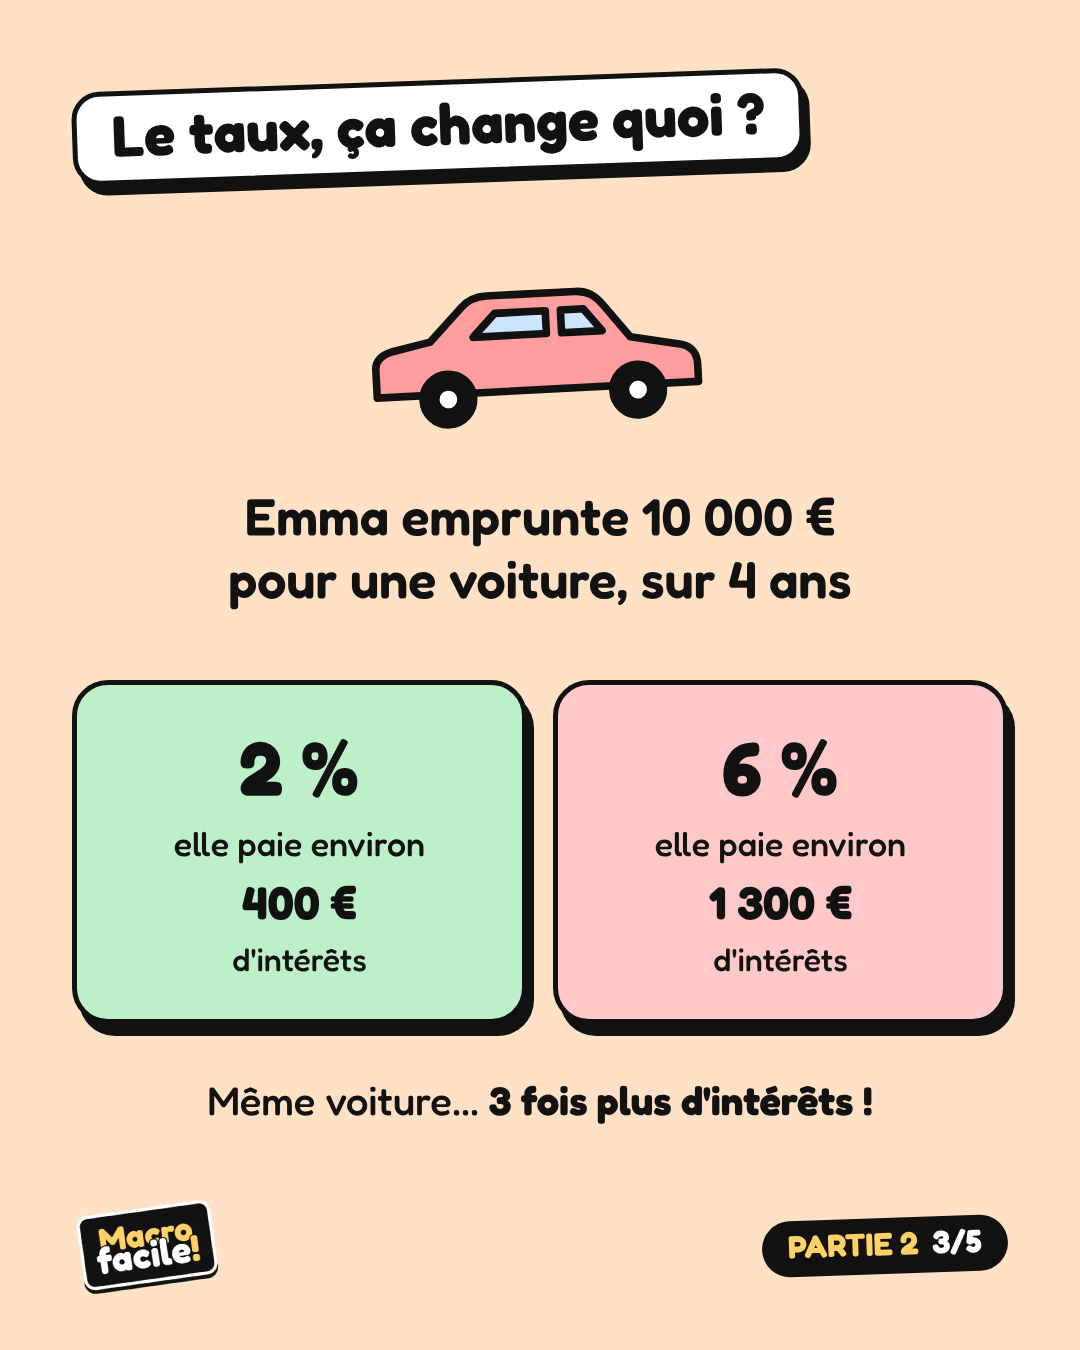 Le taux, ça change quoi ?
Emma emprunte 10 000 €
pour une voiture, sur 4 ans
2 %
elle paie environ
400 €
d'intérêts
6 %
elle paie environ
1 300 €
d'intérêts
Même voiture... 3 fois plus d'intérêts !
Macro
facile!
PARTIE 2 3/5